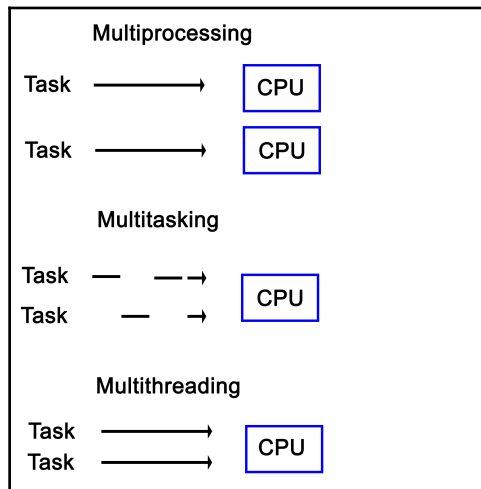 Multiprocessing
Task CPU
Task CPU
Multitasking
Task
CPU
Task
Multithreading
Task
CPU
Task